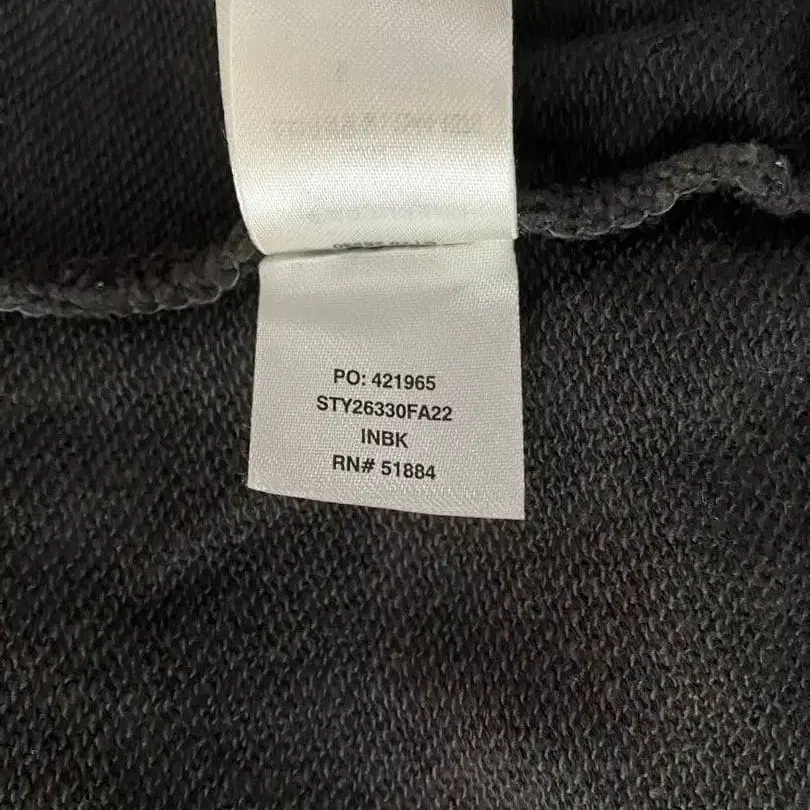 PO: 421965
STY26330FA22
INBK
RN# 51884